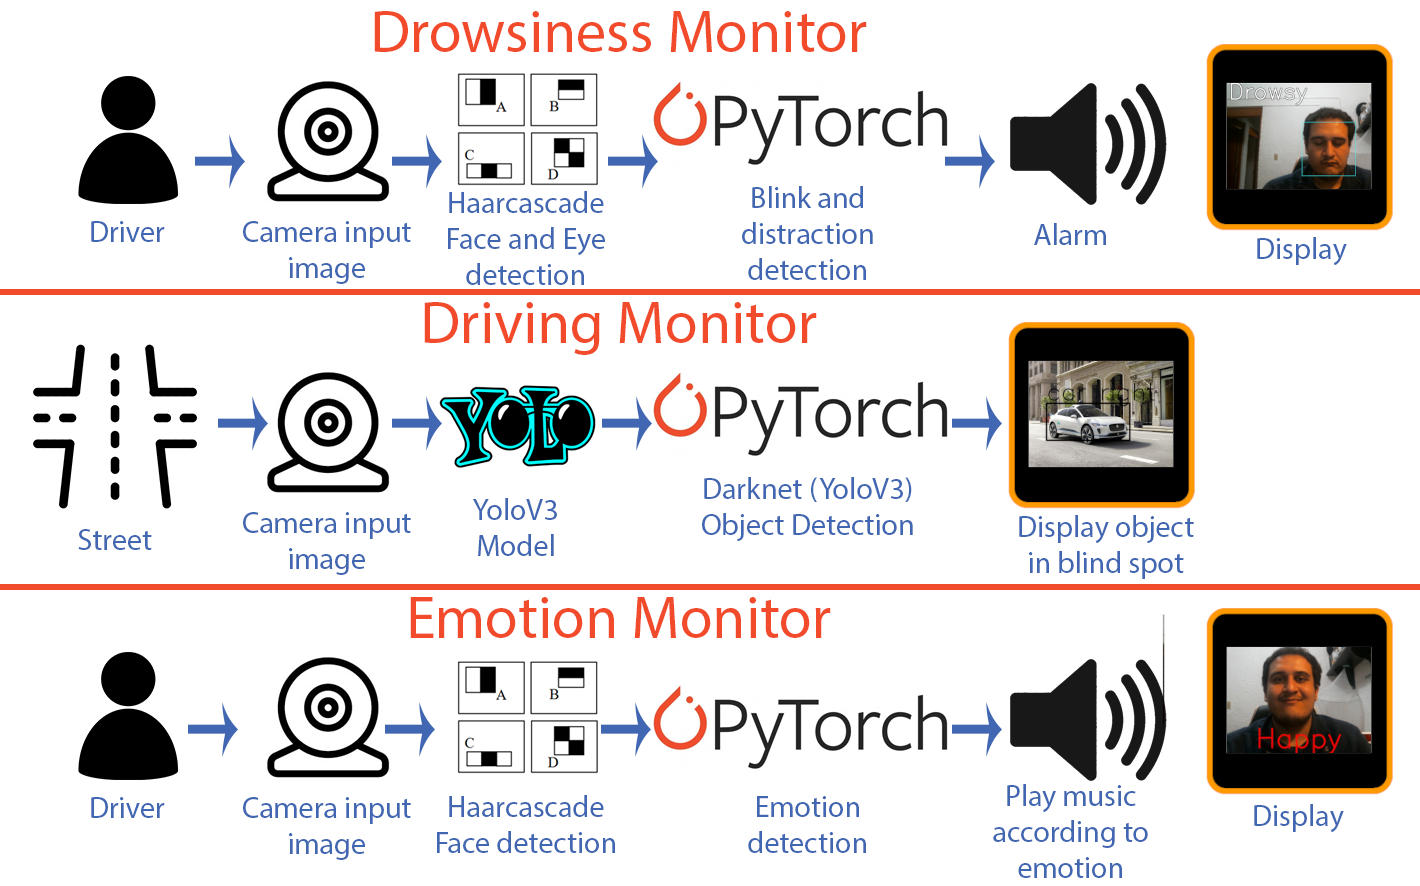 Drowsiness Monitor
A
B
C
D
PyTorch
Drowsy
Driver
Camera input
image
Haarcascade
Face and Eye
detection
Blink and
distraction
detection
Alarm
Display
Driving Monitor
YOLO
PyTorch
Street
Camera input
image
YoloV3
Model
Darknet (YoloV3)
Object Detection
Display object
in blind spot
Emotion Monitor
A
B
C
D
PyTorch
Happy
Driver
Camera input
image
Haarcascade
Face detection
Emotion
detection
Play music
according to
emotion
Display